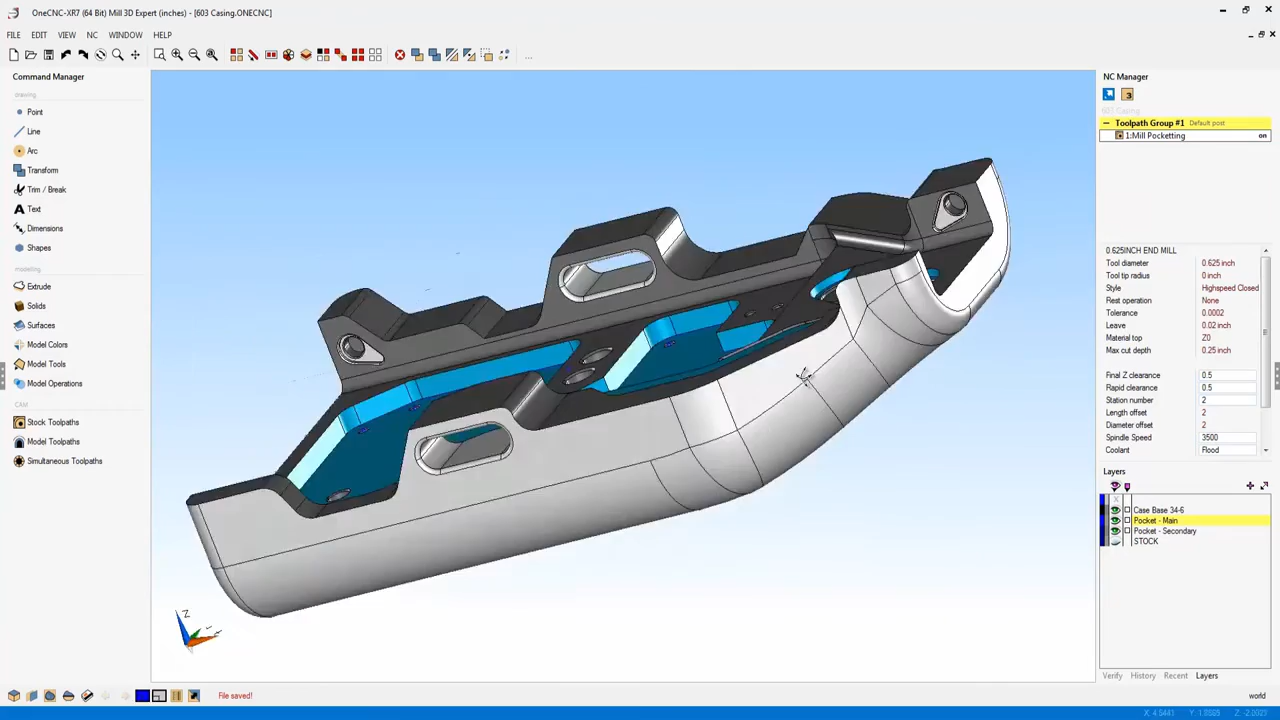 OneCNC-XR7 (64 Bit) Mill 3D Expert (inches) - [603 Casing.ONECNC]
FILE EDIT VIEW NC WINDOW HELP
Command Manager
drawing
Point
Line
Arc
Transform
Trim / Break
Text
Dimensions
Shapes
modelling
Extrude
Solids
Surfaces
Model Colors
Model Tools
Model Operations
CAM
Stock Toolpaths
Model Toolpaths
Simultaneous Toolpaths
Z
NC Manager
3
603 Casing
Toolpath Group #1 Default post
1:Mill Pocketting on
0.625INCH END MILL
Tool diameter 0.625 inch
Tool tip radius 0 inch
Style Highspeed Closed
Rest operation None
Tolerance 0.0002
Leave 0.02 inch
Material top Z0
Max cut depth 0.25 inch
Final Z clearance 0.5
Rapid clearance 0.5
Station number 2
Length offset 2
Diameter offset 2
Spindle Speed 3500
Coolant Flood
Layers
Case Base 34-6
Pocket - Main
Pocket - Secondary
STOCK
Verify History Recent Layers
File saved!
world